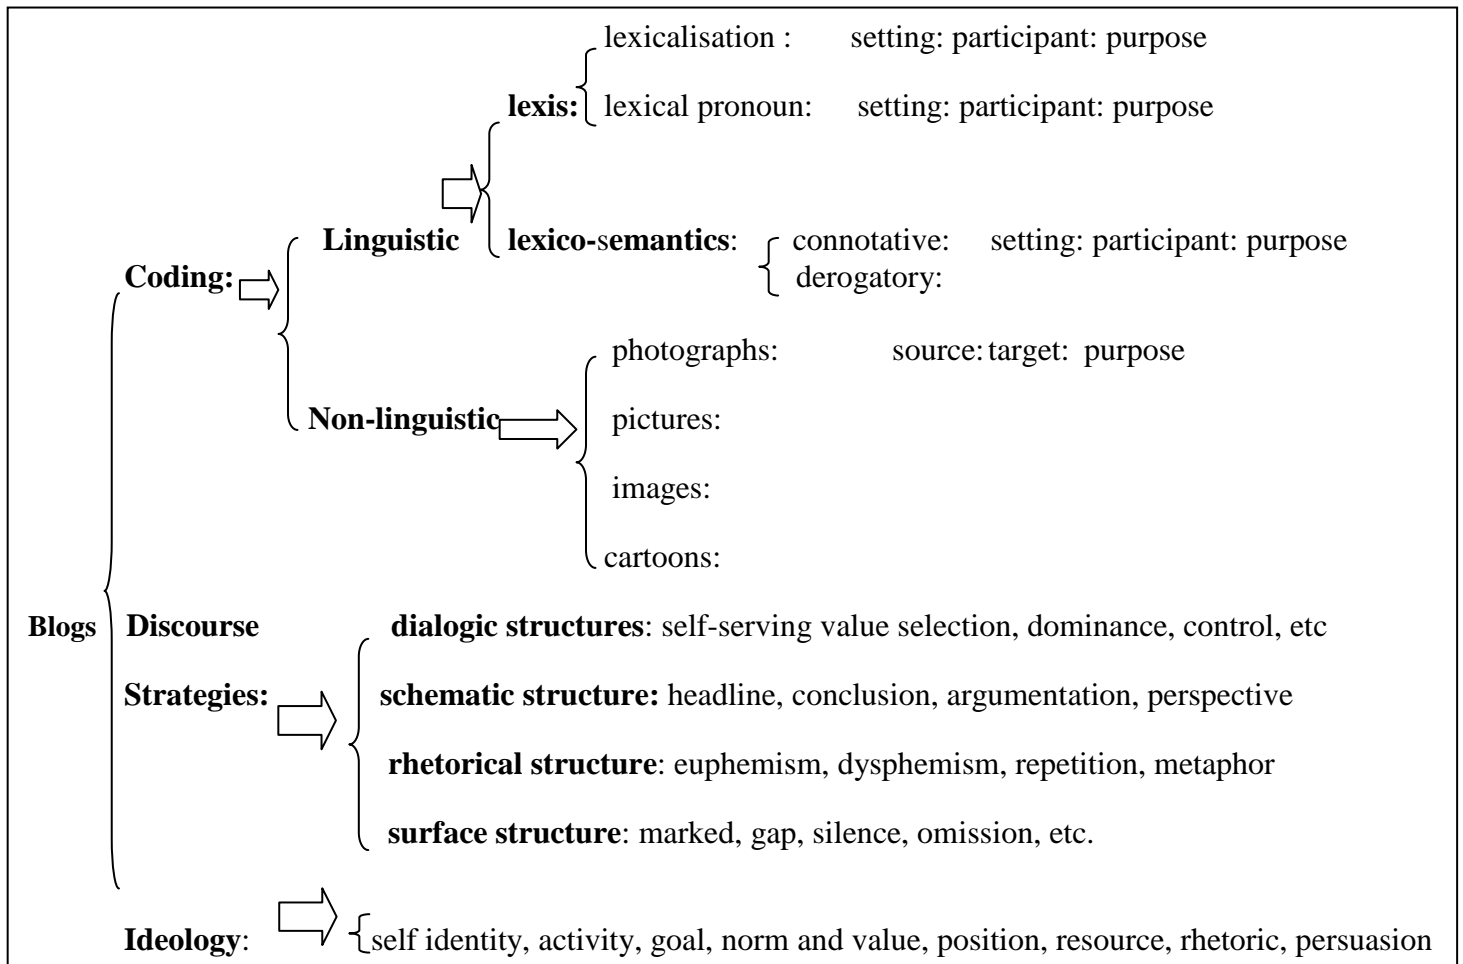 lexicalisation : setting: participant: purpose
lexis: lexical pronoun: setting: participant: purpose
Linguistic lexico-semantics: connotative: setting: participant: purpose
Coding: derogatory:
photographs: source: target: purpose
Non-linguistic pictures:
images:
cartoons:
Blogs Discourse dialogic structures: self-serving value selection, dominance, control, etc
Strategies: schematic structure: headline, conclusion, argumentation, perspective
rhetorical structure: euphemism, dysphemism, repetition, metaphor
surface structure: marked, gap, silence, omission, etc.
Ideology: self identity, activity, goal, norm and value, position, resource, rhetoric, persuasion